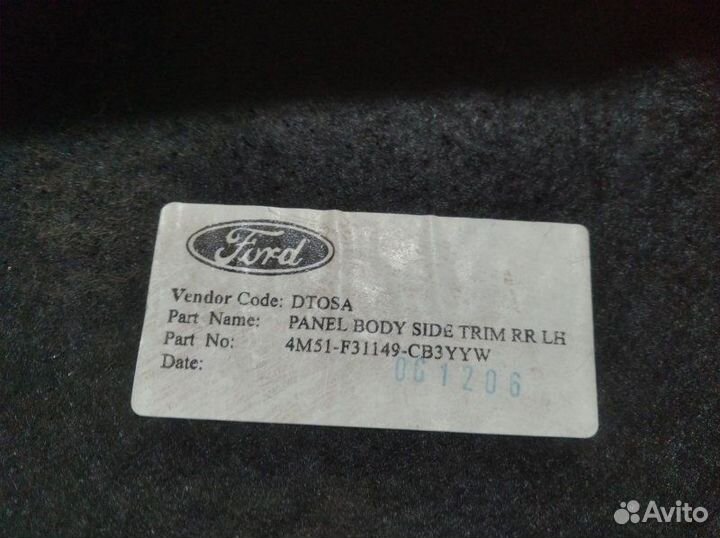 Ford
Vendor Code: DTOSA
Part Name: PANEL BODY SIDE TRIM RR LH
Part No: 4M51-F31149-CB3YYW
Date: 061206
Avito